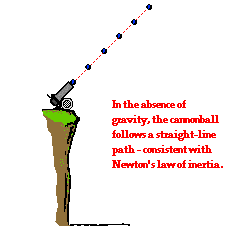 In the absence of
gravity, the cannonball
follows a straight-line
path - consistent with
Newton's law of inertia.